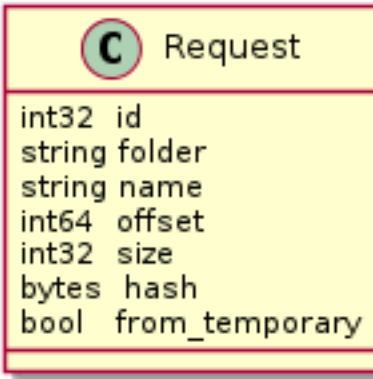 C Request
int32 id
string folder
string name
int64 offset
int32 size
bytes hash
bool from_temporary